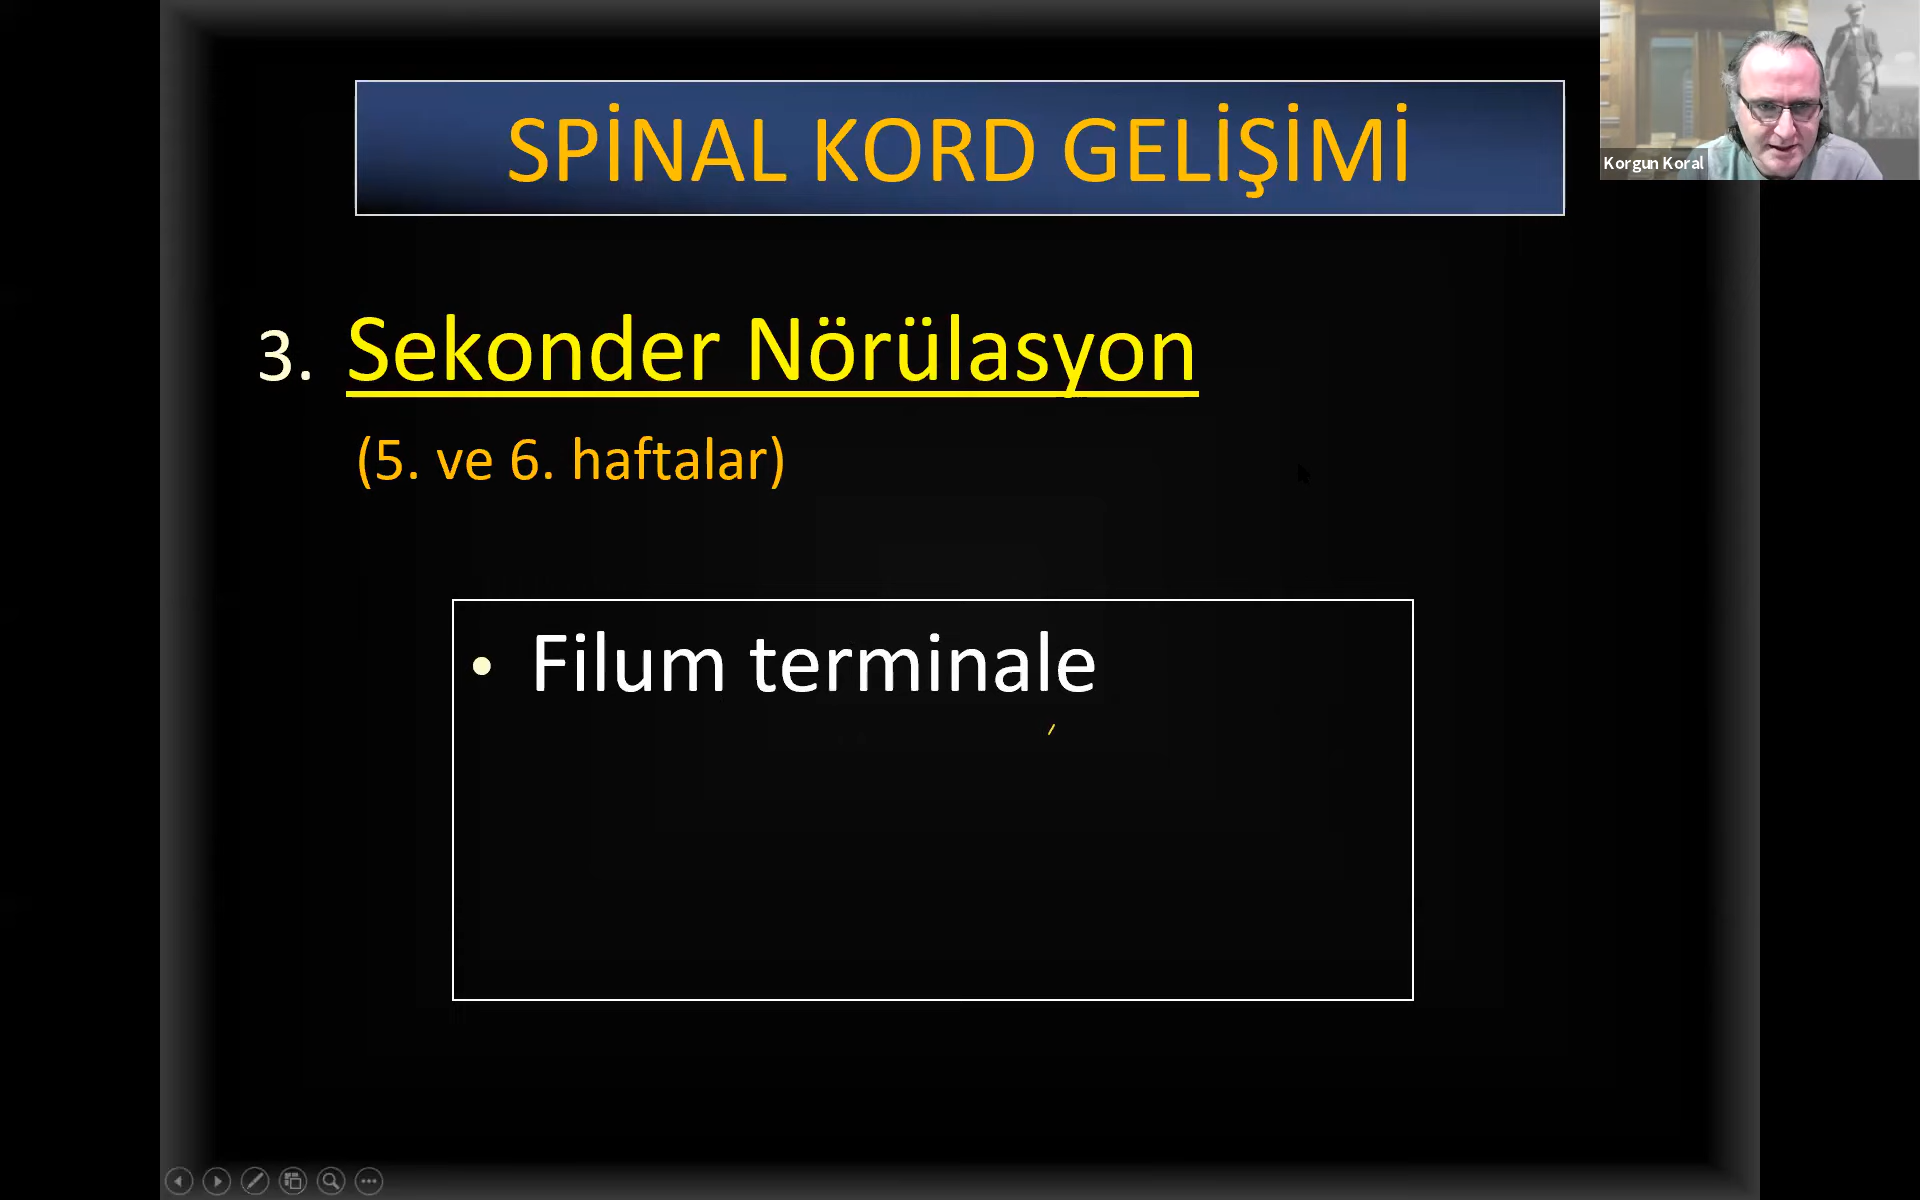 SPİNAL KORD GELİŞİMİ
Korgun Koral
3. Sekonder Nörülasyon
(5. ve 6. haftalar)
• Filum terminale